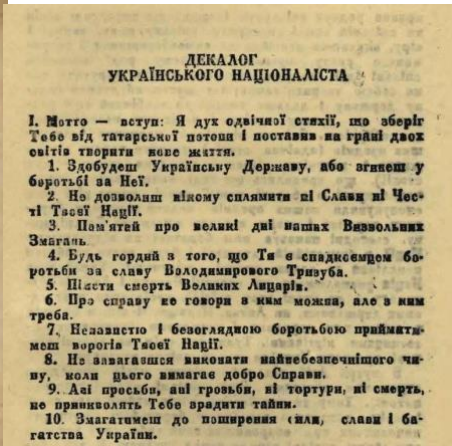 ДЕКАЛОГ
УКРАЇНСЬКОГО НАЦІОНАЛІСТА
I. Мотто — вступ: Я дух одвічної стихії, що зберіг
Тебе від татарської потопи і поставив на грані двох
світів творити нове життя.
1. Здобудеш Українську Державу, або згинеш у
боротьбі за Неї.
2. Не дозволиш нікому сплямити ні Слави ні Чес-
ті Твоєї Нації.
3. Пам'ятей про великі дні наших Визвольних
Змагань
4. Будь гордий з того, що Ти є спадкоємцем бо-
ротьби за славу Володимирового Тризуба.
5. Пімсти смерть Великих Лицарів.
6. Про справу не говори з ким можна, але з ким
треба.
7. Ненавистю і безоглядною боротьбою приймати-
меш ворогів Твоєї Нації.
8. Не завагаєшся виконати найнебезпечнішого чи-
ну, коли цього вимагає добро Справи.
9. Ані просьби, ані грозьби, ні тортури, ні смерть,
не приневолять Тебе зрадити тайни.
10. Змагатимеш до поширення сили, слави і ба-
гатства України.